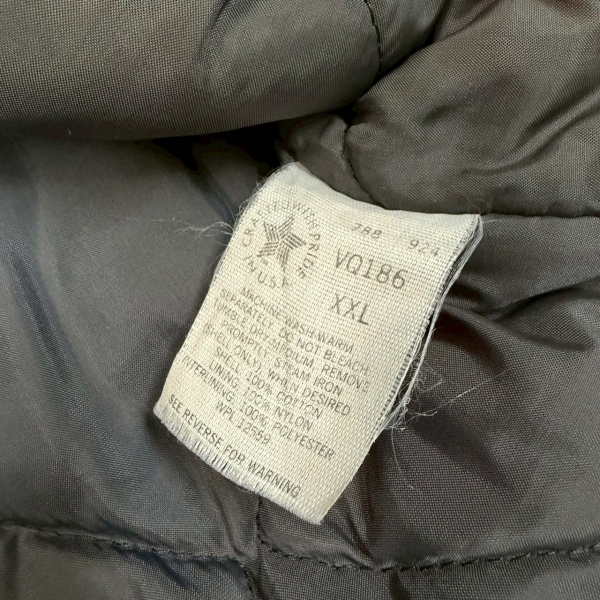 CRAFTED WITH PRIDE
IN U.S.A.
288 924
VQ186
XXL
MACHINE WASH WARM
SEPARATELY. DO NOT BLEACH.
TUMBLE DRY MEDIUM, REMOVE
PROMPTLY. STEAM IRON
(SHELL ONLY), WHEN DESIRED
SHELL 100% COTTON
LINING, 100% NYLON
INTERLINING, 100% POLYESTER
WPL 12559
SEE REVERSE FOR WARNING